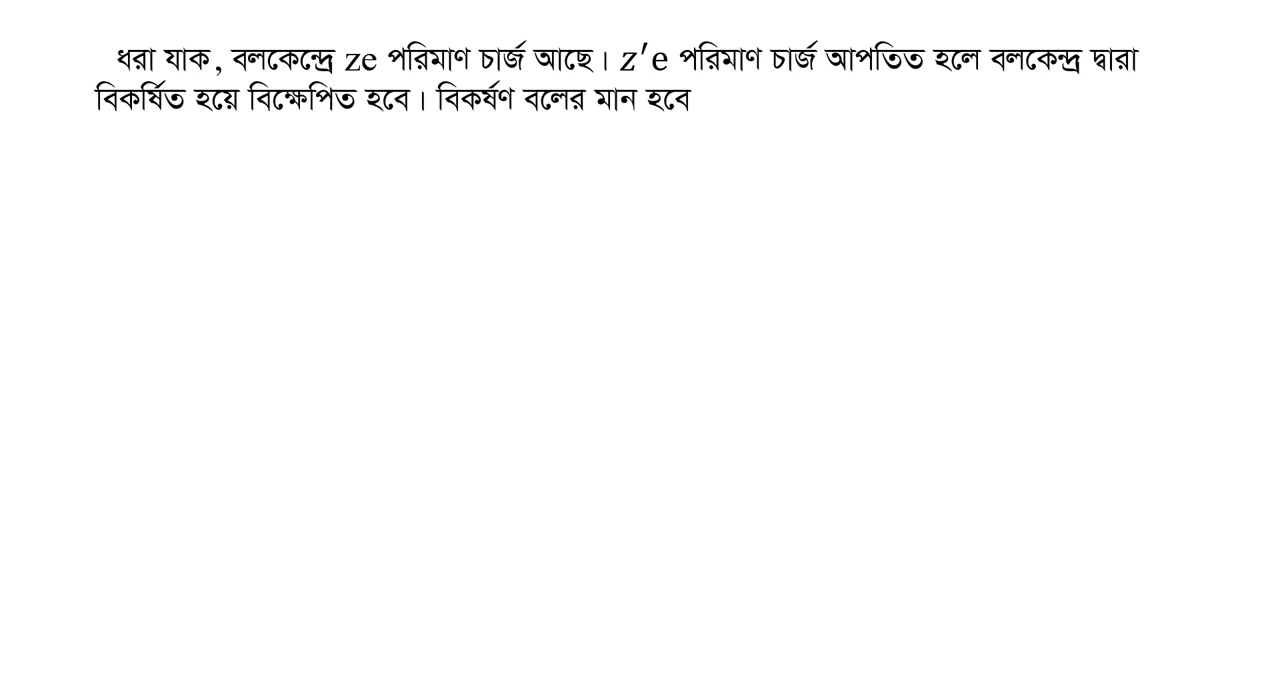 ধরা যাক, বলকেন্দ্রে ze পরিমাণ চার্জ আছে। z′e পরিমাণ চার্জ আপতিত হলে বলকেন্দ্র দ্বারা
বিকর্ষিত হয়ে বিক্ষেপিত হবে। বিকর্ষণ বলের মান হবে